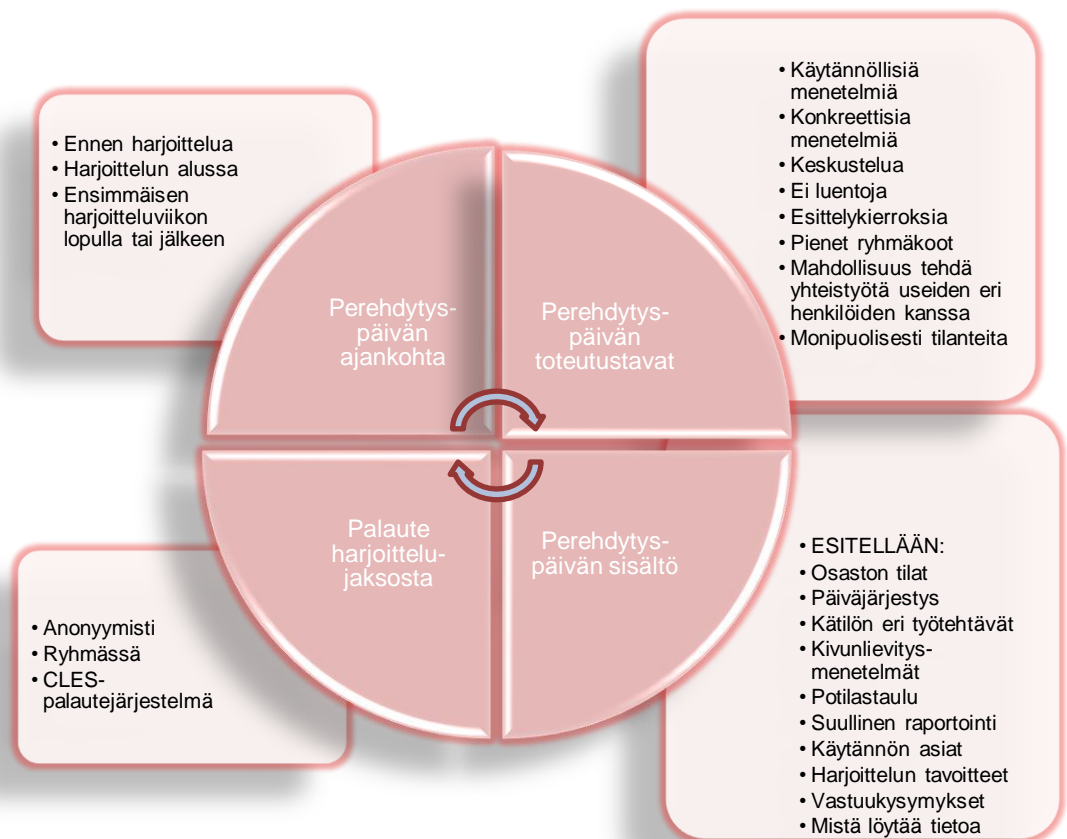 • Ennen harjoittelua
• Harjoittelun alussa
• Ensimmäisen
harjoitteluviikon
lopulla tai jälkeen
• Käytännöllisiä
menetelmiä
• Konkreettisia
menetelmiä
• Keskustelua
• Ei luentoja
• Esittelykierroksia
• Pienet ryhmäkoot
• Mahdollisuus tehdä
yhteistyötä useiden eri
henkilöiden kanssa
• Monipuolisesti tilanteita
Perehdytys-
päivän
ajankohta
Perehdytys-
päivän
toteutustavat
Palaute
harjoittelu-
jaksosta
Perehdytys-
päivän sisältö
• Anonyymisti
• Ryhmässä
• CLES-
palautejärjestelmä
• ESITELLÄÄN:
• Osaston tilat
• Päiväjärjestys
• Kätilön eri työtehtävät
• Kivunlievitys-
menetelmät
• Potilastaulu
• Suullinen raportointi
• Käytännön asiat
• Harjoittelun tavoitteet
• Vastuukysymykset
• Mistä löytää tietoa